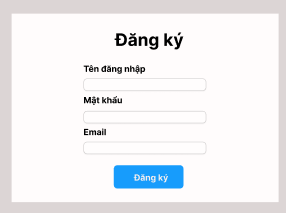 Đăng ký
Tên đăng nhập
Mật khẩu
Email
Đăng ký